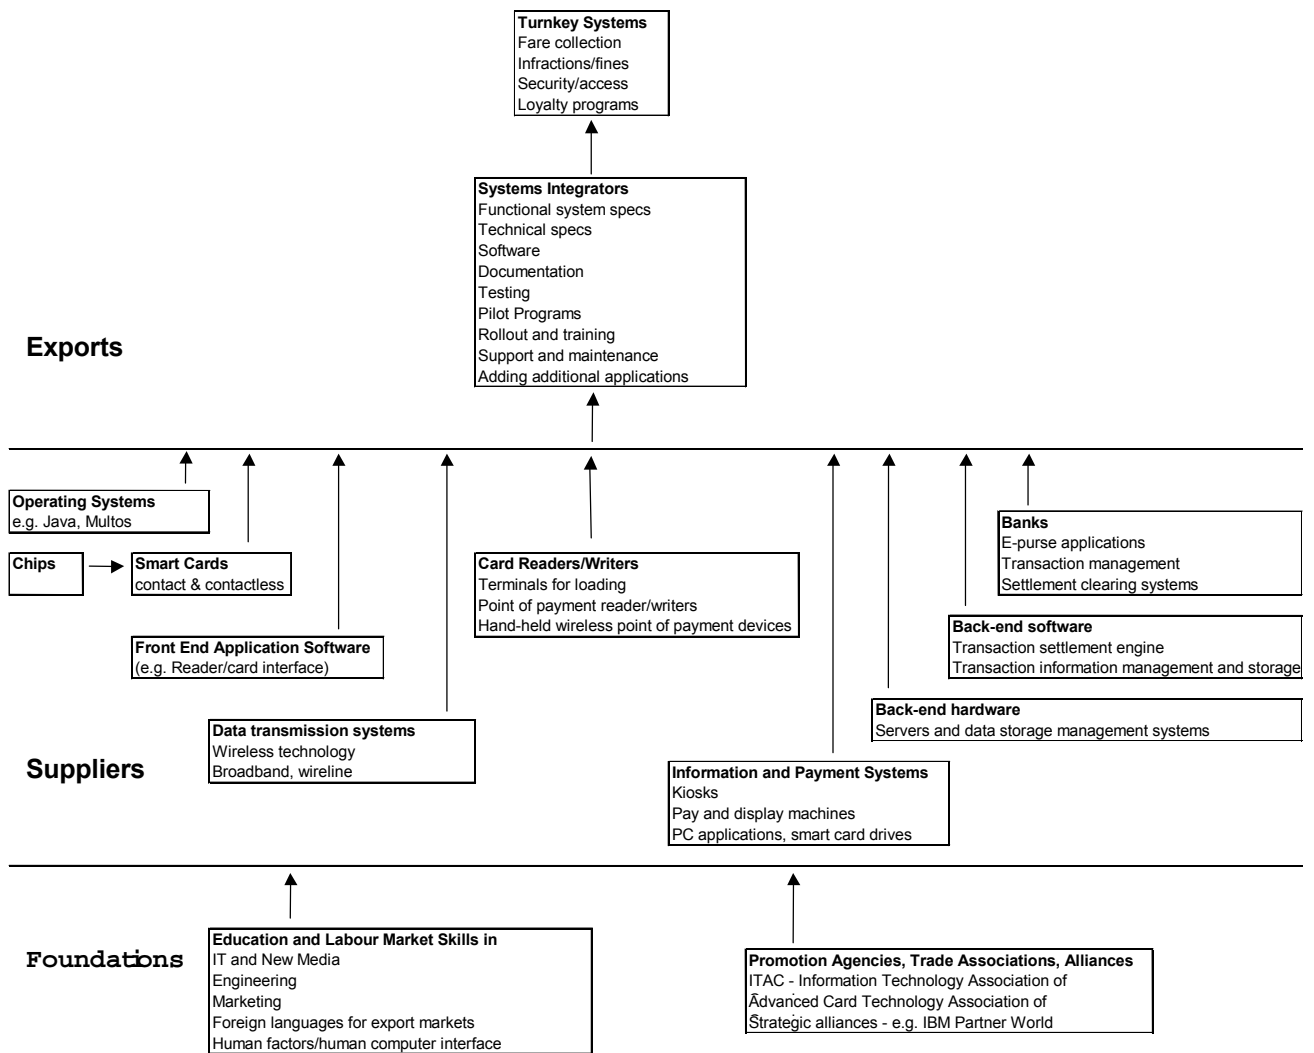 Turnkey Systems
Fare collection
Infractions/fines
Security/access
Loyalty programs
Systems Integrators
Functional system specs
Technical specs
Software
Documentation
Testing
Pilot Programs
Rollout and training
Support and maintenance
Adding additional applications
Exports
Operating Systems
e.g. Java, Multos
Chips
Smart Cards
contact & contactless
Front End Application Software
(e.g. Reader/card interface)
Data transmission systems
Wireless technology
Broadband, wireline
Card Readers/Writers
Terminals for loading
Point of payment reader/writers
Hand-held wireless point of payment devices
Banks
E-purse applications
Transaction management
Settlement clearing systems
Back-end software
Transaction settlement engine
Transaction information management and storage
Back-end hardware
Servers and data storage management systems
Information and Payment Systems
Kiosks
Pay and display machines
PC applications, smart card drives
Suppliers
Foundations
Education and Labour Market Skills in
IT and New Media
Engineering
Marketing
Foreign languages for export markets
Human factors/human computer interface
Promotion Agencies, Trade Associations, Alliances
ITAC - Information Technology Association of
Advanced Card Technology Association of
Strategic alliances - e.g. IBM Partner World